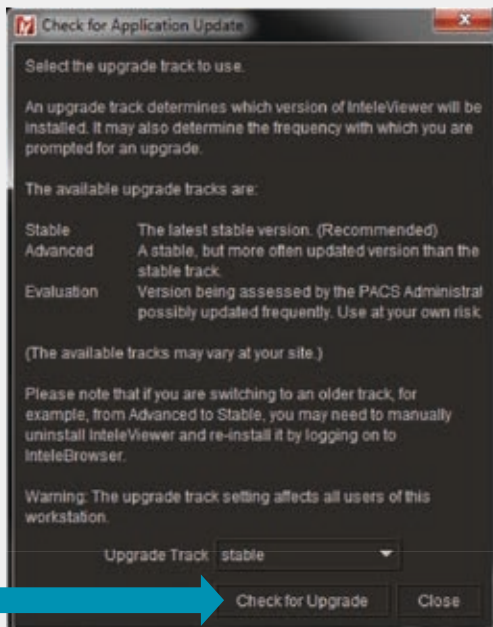 Check for Application Update
Select the upgrade track to use.
An upgrade track determines which version of InteleViewer will be
installed. It may also determine the frequency with which you are
prompted for an upgrade.
The available upgrade tracks are:
Stable The latest stable version. (Recommended)
Advanced A stable, but more often updated version than the
stable track.
Evaluation Version being assessed by the PACS Administrat
possibly updated frequently. Use at your own risk.
(The available tracks may vary at your site.)
Please note that if you are switching to an older track, for
example, from Advanced to Stable, you may need to manually
uninstall InteleViewer and re-install it by logging on to
InteleBrowser.
Warning: The upgrade track setting affects all users of this
workstation.
Upgrade Track stable
Check for Upgrade Close